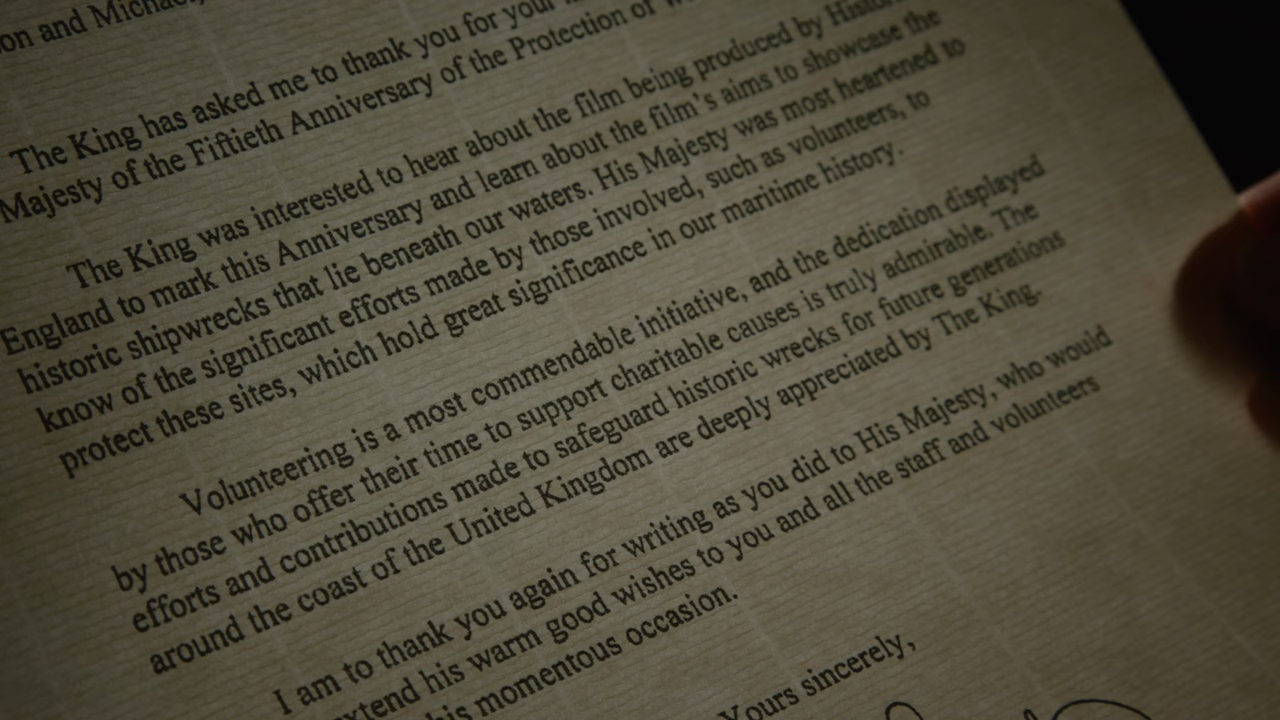 on and Michael,
The King has asked me to thank you for your
Majesty of the Fiftieth Anniversary of the Protection of
The King was interested to hear about the film being produced by Histor
England to mark this Anniversary and learn about the film's aims to showcase the
historic shipwrecks that lie beneath our waters. His Majesty was most heartened to
know of the significant efforts made by those involved, such as volunteers, to
protect these sites, which hold great significance in our maritime history.
Volunteering is a most commendable initiative, and the dedication displayed
by those who offer their time to support charitable causes is truly admirable. The
efforts and contributions made to safeguard historic wrecks for future generations
around the coast of the United Kingdom are deeply appreciated by The King.
I am to thank you again for writing as you did to His Majesty, who would
extend his warm good wishes to you and all the staff and volunteers
his momentous occasion.
Yours sincerely,